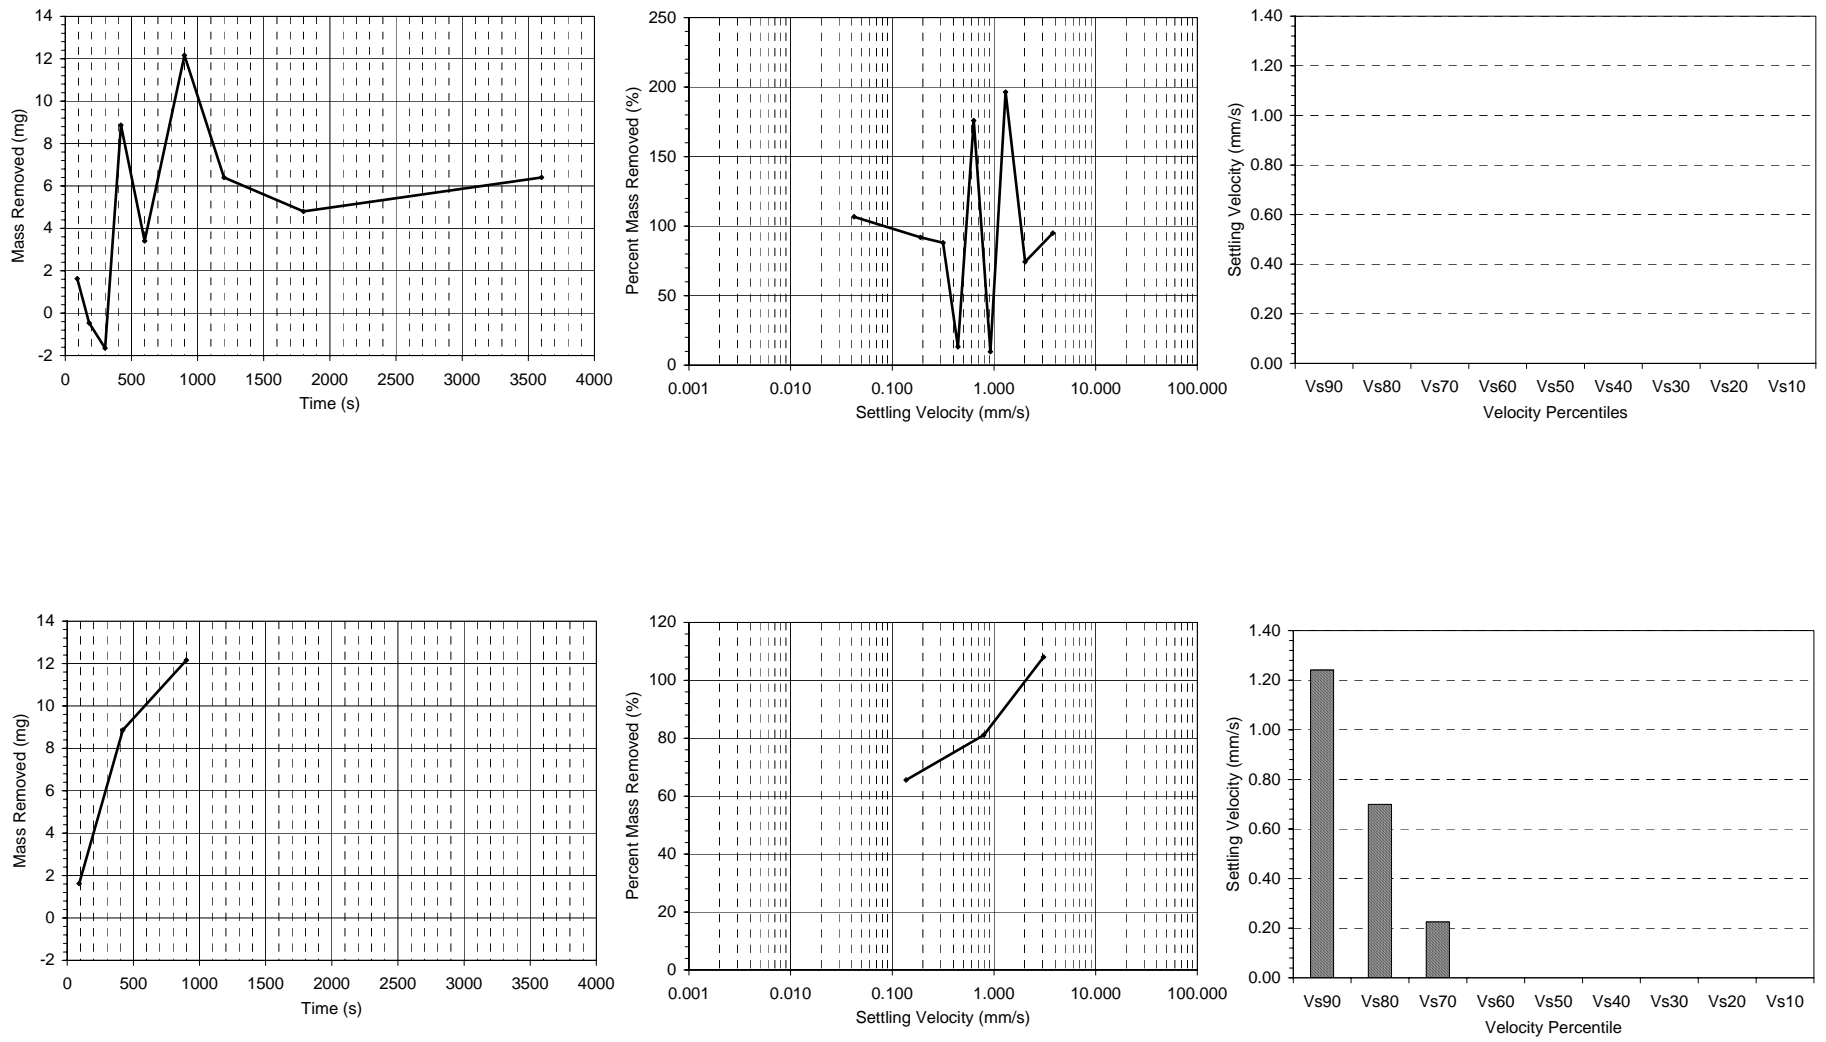 14
12
10
8
6
4
2
0
-2
Mass Removed (mg)
0 500 1000 1500 2000 2500 3000 3500 4000
Time (s)
250
200
150
100
50
0
Percent Mass Removed (%)
0.001 0.010 0.100 1.000 10.000 100.000
Settling Velocity (mm/s)
1.40
1.20
1.00
0.80
0.60
0.40
0.20
0.00
Settling Velocity (mm/s)
Vs90 Vs80 Vs70 Vs60 Vs50 Vs40 Vs30 Vs20 Vs10
Velocity Percentiles
14
12
10
8
6
4
2
0
-2
Mass Removed (mg)
0 500 1000 1500 2000 2500 3000 3500 4000
Time (s)
120
100
80
60
40
20
0
Percent Mass Removed (%)
0.001 0.010 0.100 1.000 10.000 100.000
Settling Velocity (mm/s)
1.40
1.20
1.00
0.80
0.60
0.40
0.20
0.00
Settling Velocity (mm/s)
Vs90 Vs80 Vs70 Vs60 Vs50 Vs40 Vs30 Vs20 Vs10
Velocity Percentile